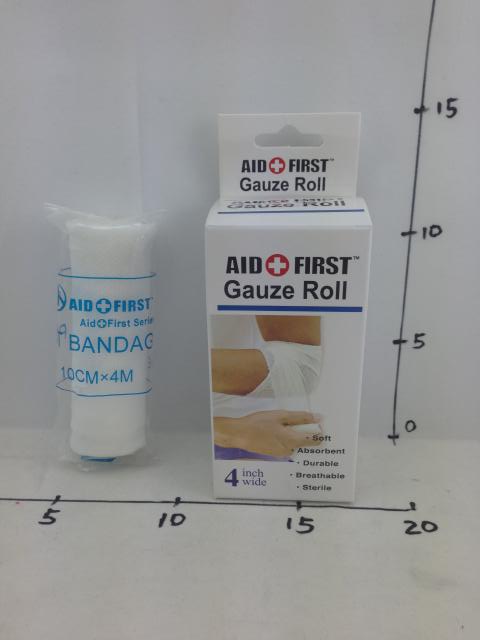 AID FIRST™
Gauze Roll
AID FIRST™
Gauze Roll
Soft
Absorbent
Durable
Breathable
Sterile
4 inch
wide
AID FIRST
Aid First Serie
BANDAG
10CM×4M
15
10
5
0
5
10
15
20